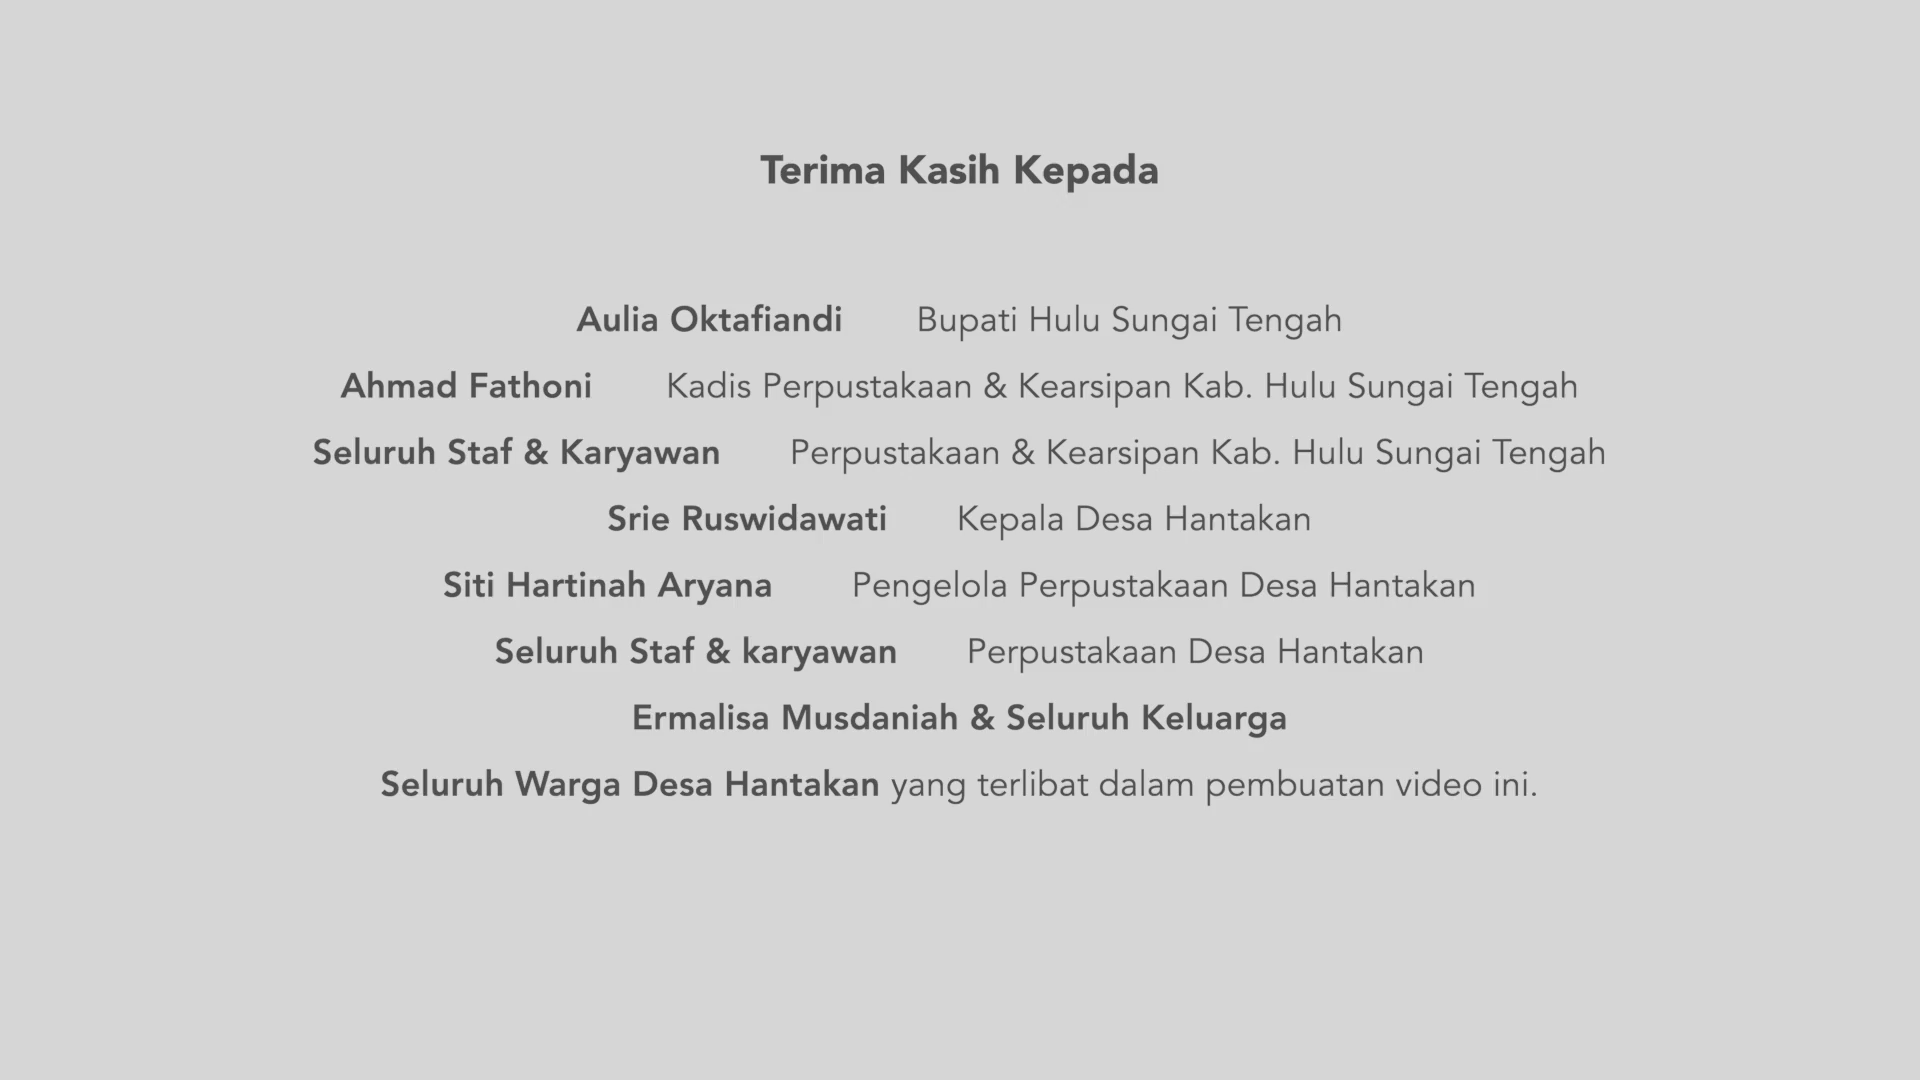 Terima Kasih Kepada
Aulia Oktafiandi Bupati Hulu Sungai Tengah
Ahmad Fathoni Kadis Perpustakaan & Kearsipan Kab. Hulu Sungai Tengah
Seluruh Staf & Karyawan Perpustakaan & Kearsipan Kab. Hulu Sungai Tengah
Srie Ruswidawati Kepala Desa Hantakan
Siti Hartinah Aryana Pengelola Perpustakaan Desa Hantakan
Seluruh Staf & karyawan Perpustakaan Desa Hantakan
Ermalisa Musdaniah & Seluruh Keluarga
Seluruh Warga Desa Hantakan yang terlibat dalam pembuatan video ini.